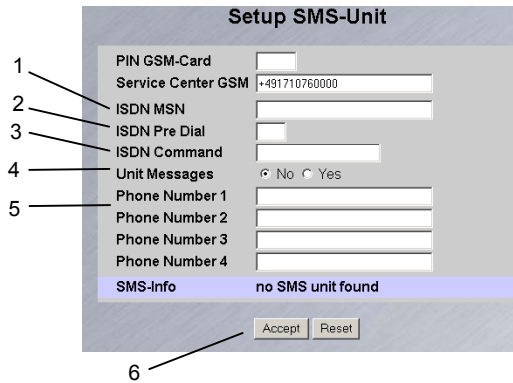 Setup SMS-Unit
PIN GSM-Card
Service Center GSM +491710760000
1 ISDN MSN
2 ISDN Pre Dial
3 ISDN Command
4 Unit Messages No Yes
5 Phone Number 1
Phone Number 2
Phone Number 3
Phone Number 4
SMS-Info no SMS unit found
Accept Reset
6